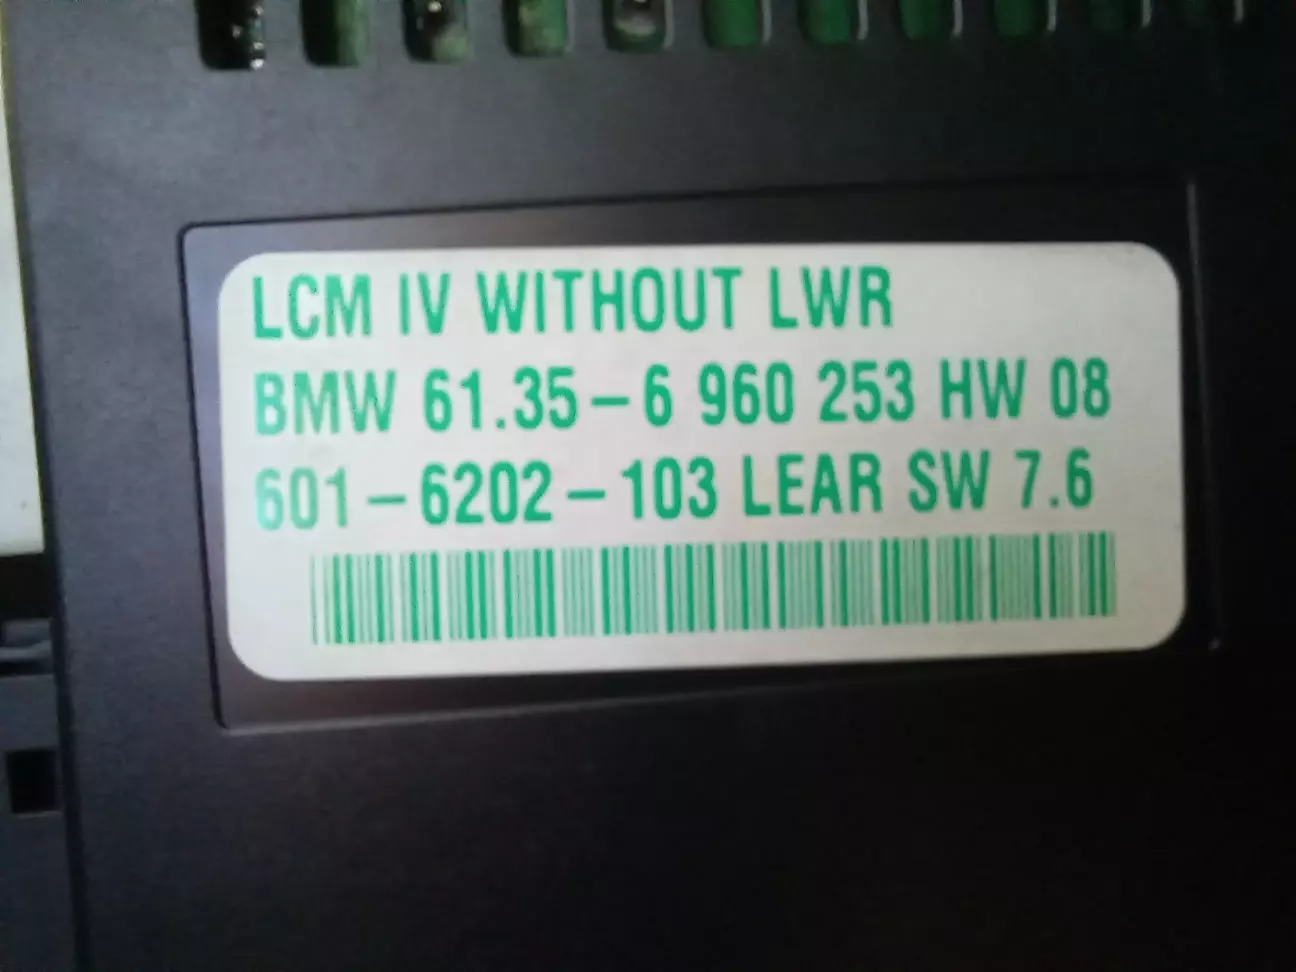 LCM IV WITHOUT LWR
BMW 61.35-6 960 253 HW 08
601-6202-103 LEAR SW 7.6